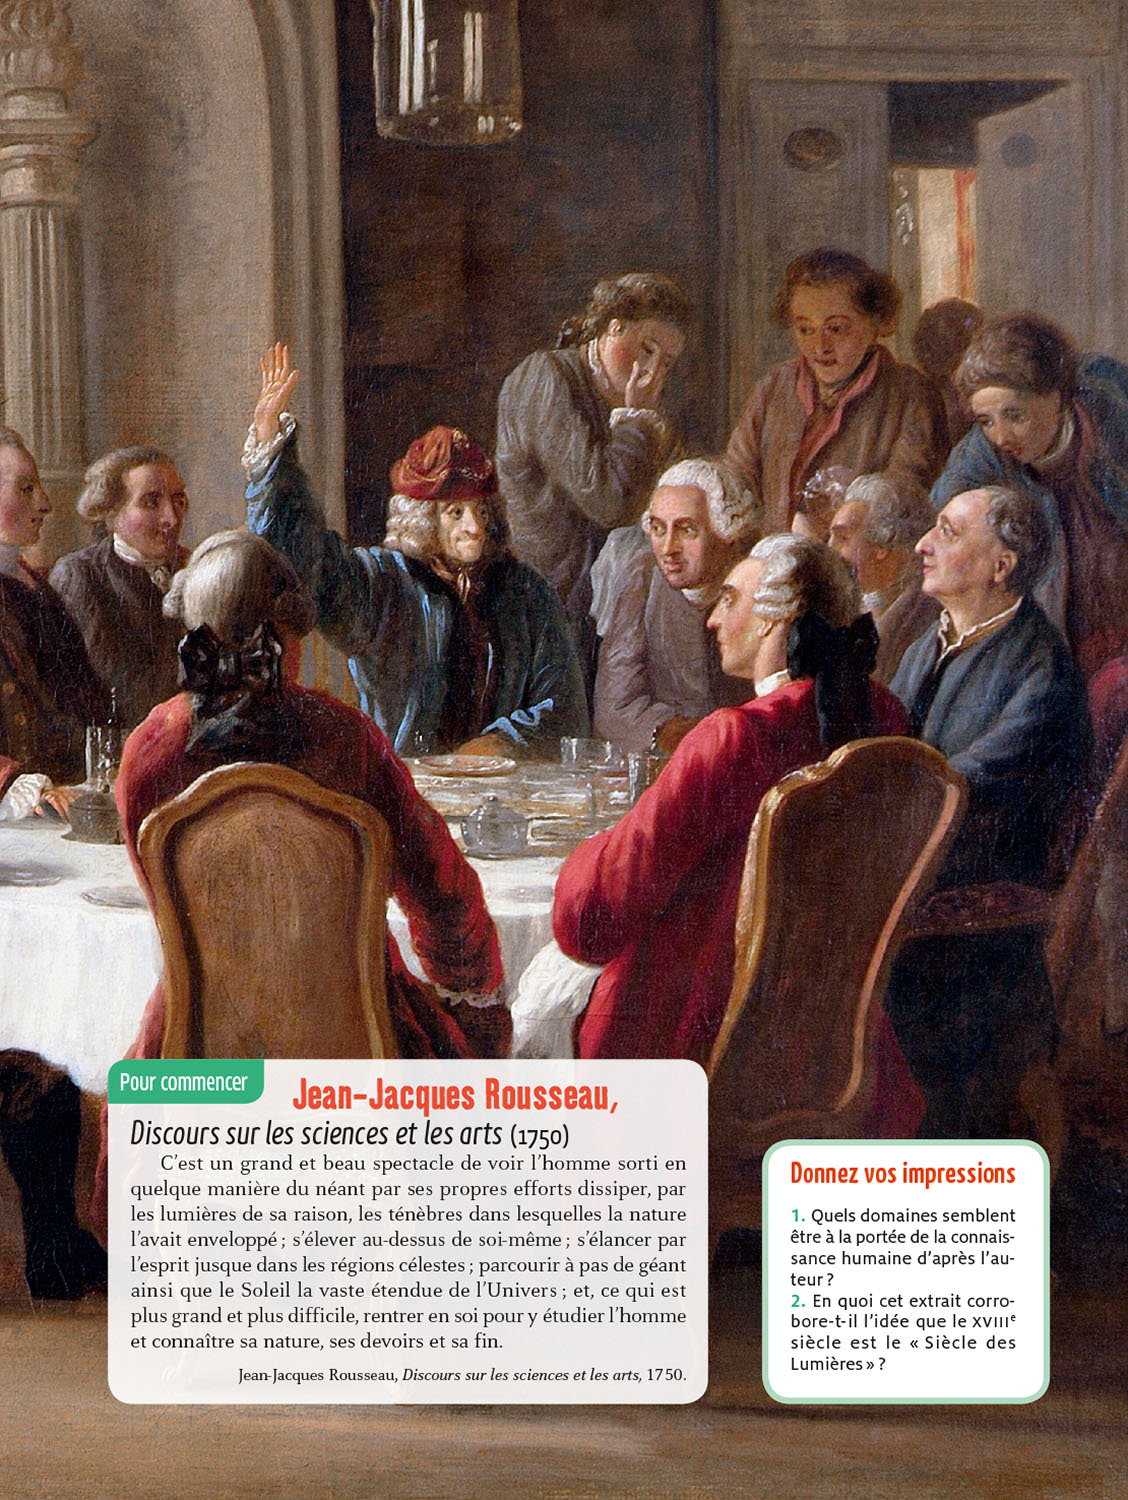 Pour commencer
Jean-Jacques Rousseau,
Discours sur les sciences et les arts (1750)
C’est un grand et beau spectacle de voir l’homme sorti en
quelque manière du néant par ses propres efforts dissiper, par
les lumières de sa raison, les ténèbres dans lesquelles la nature
l’avait enveloppé ; s’élever au-dessus de soi-même ; s’élancer par
l’esprit jusque dans les régions célestes ; parcourir à pas de géant
ainsi que le Soleil la vaste étendue de l’Univers ; et, ce qui est
plus grand et plus difficile, rentrer en soi pour y étudier l’homme
et connaître sa nature, ses devoirs et sa fin.
Jean-Jacques Rousseau, Discours sur les sciences et les arts, 1750.
Donnez vos impressions
1. Quels domaines semblent
être à la portée de la connais-
sance humaine d’après l’au-
teur ?
2. En quoi cet extrait corro-
bore-t-il l’idée que le XVIIIe
siècle est le « Siècle des
Lumières » ?